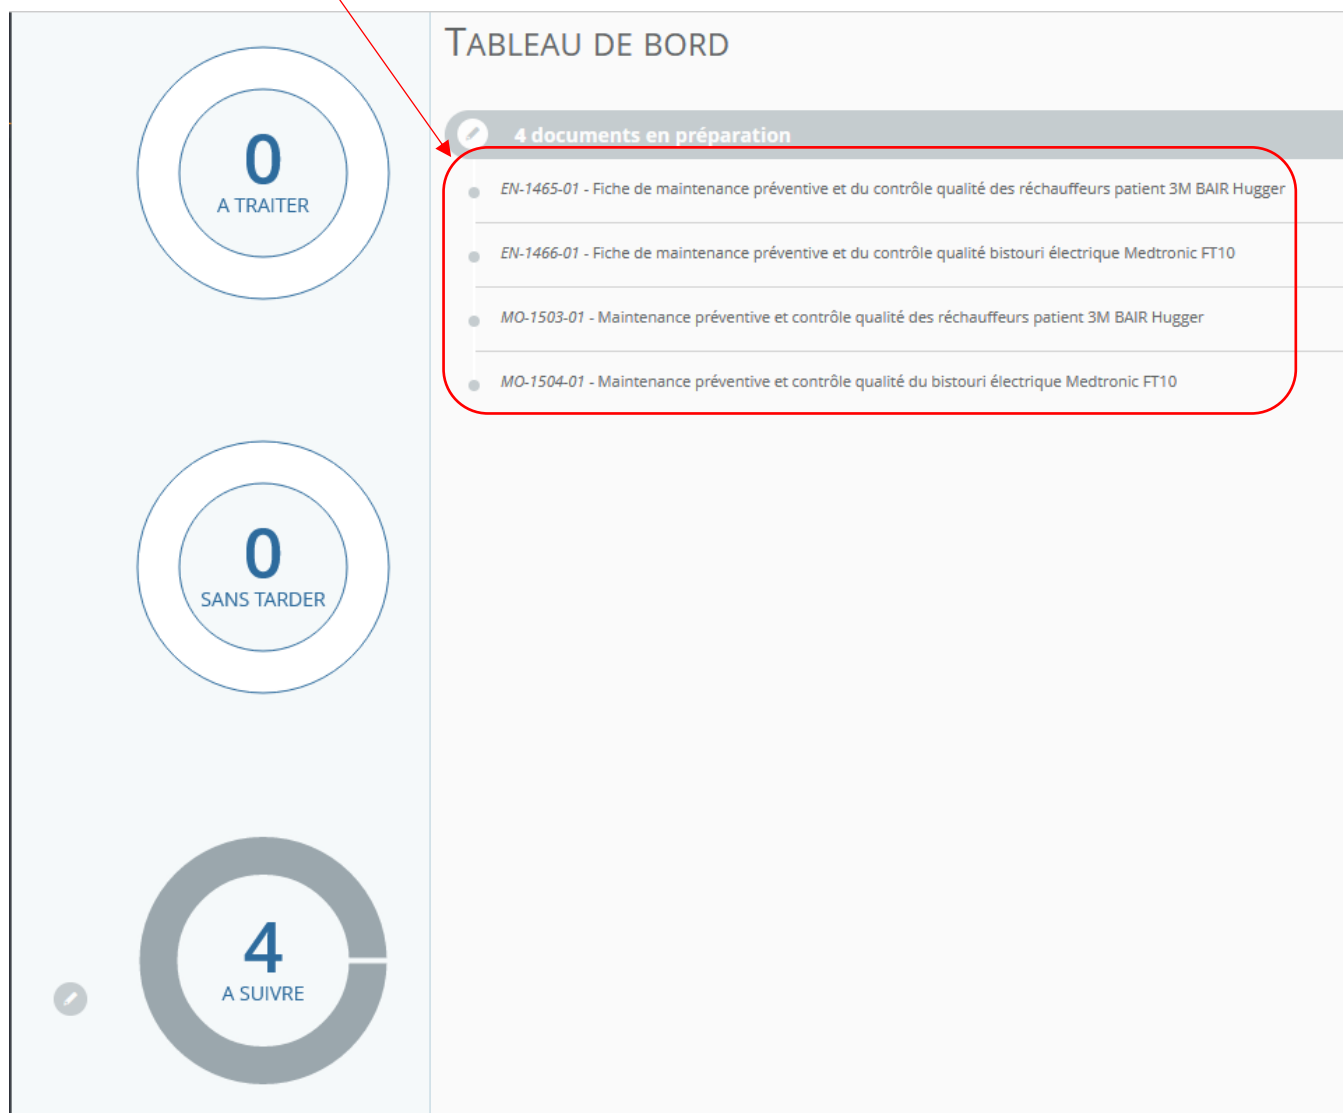 TABLEAU DE BORD
0
A TRAITER
4 documents en préparation
EN-1465-01 - Fiche de maintenance préventive et du contrôle qualité des réchauffeurs patient 3M BAIR Hugger
EN-1466-01 - Fiche de maintenance préventive et du contrôle qualité bistouri électrique Medtronic FT10
MO-1503-01 - Maintenance préventive et contrôle qualité des réchauffeurs patient 3M BAIR Hugger
MO-1504-01 - Maintenance préventive et contrôle qualité du bistouri électrique Medtronic FT10
0
SANS TARDER
4
A SUIVRE